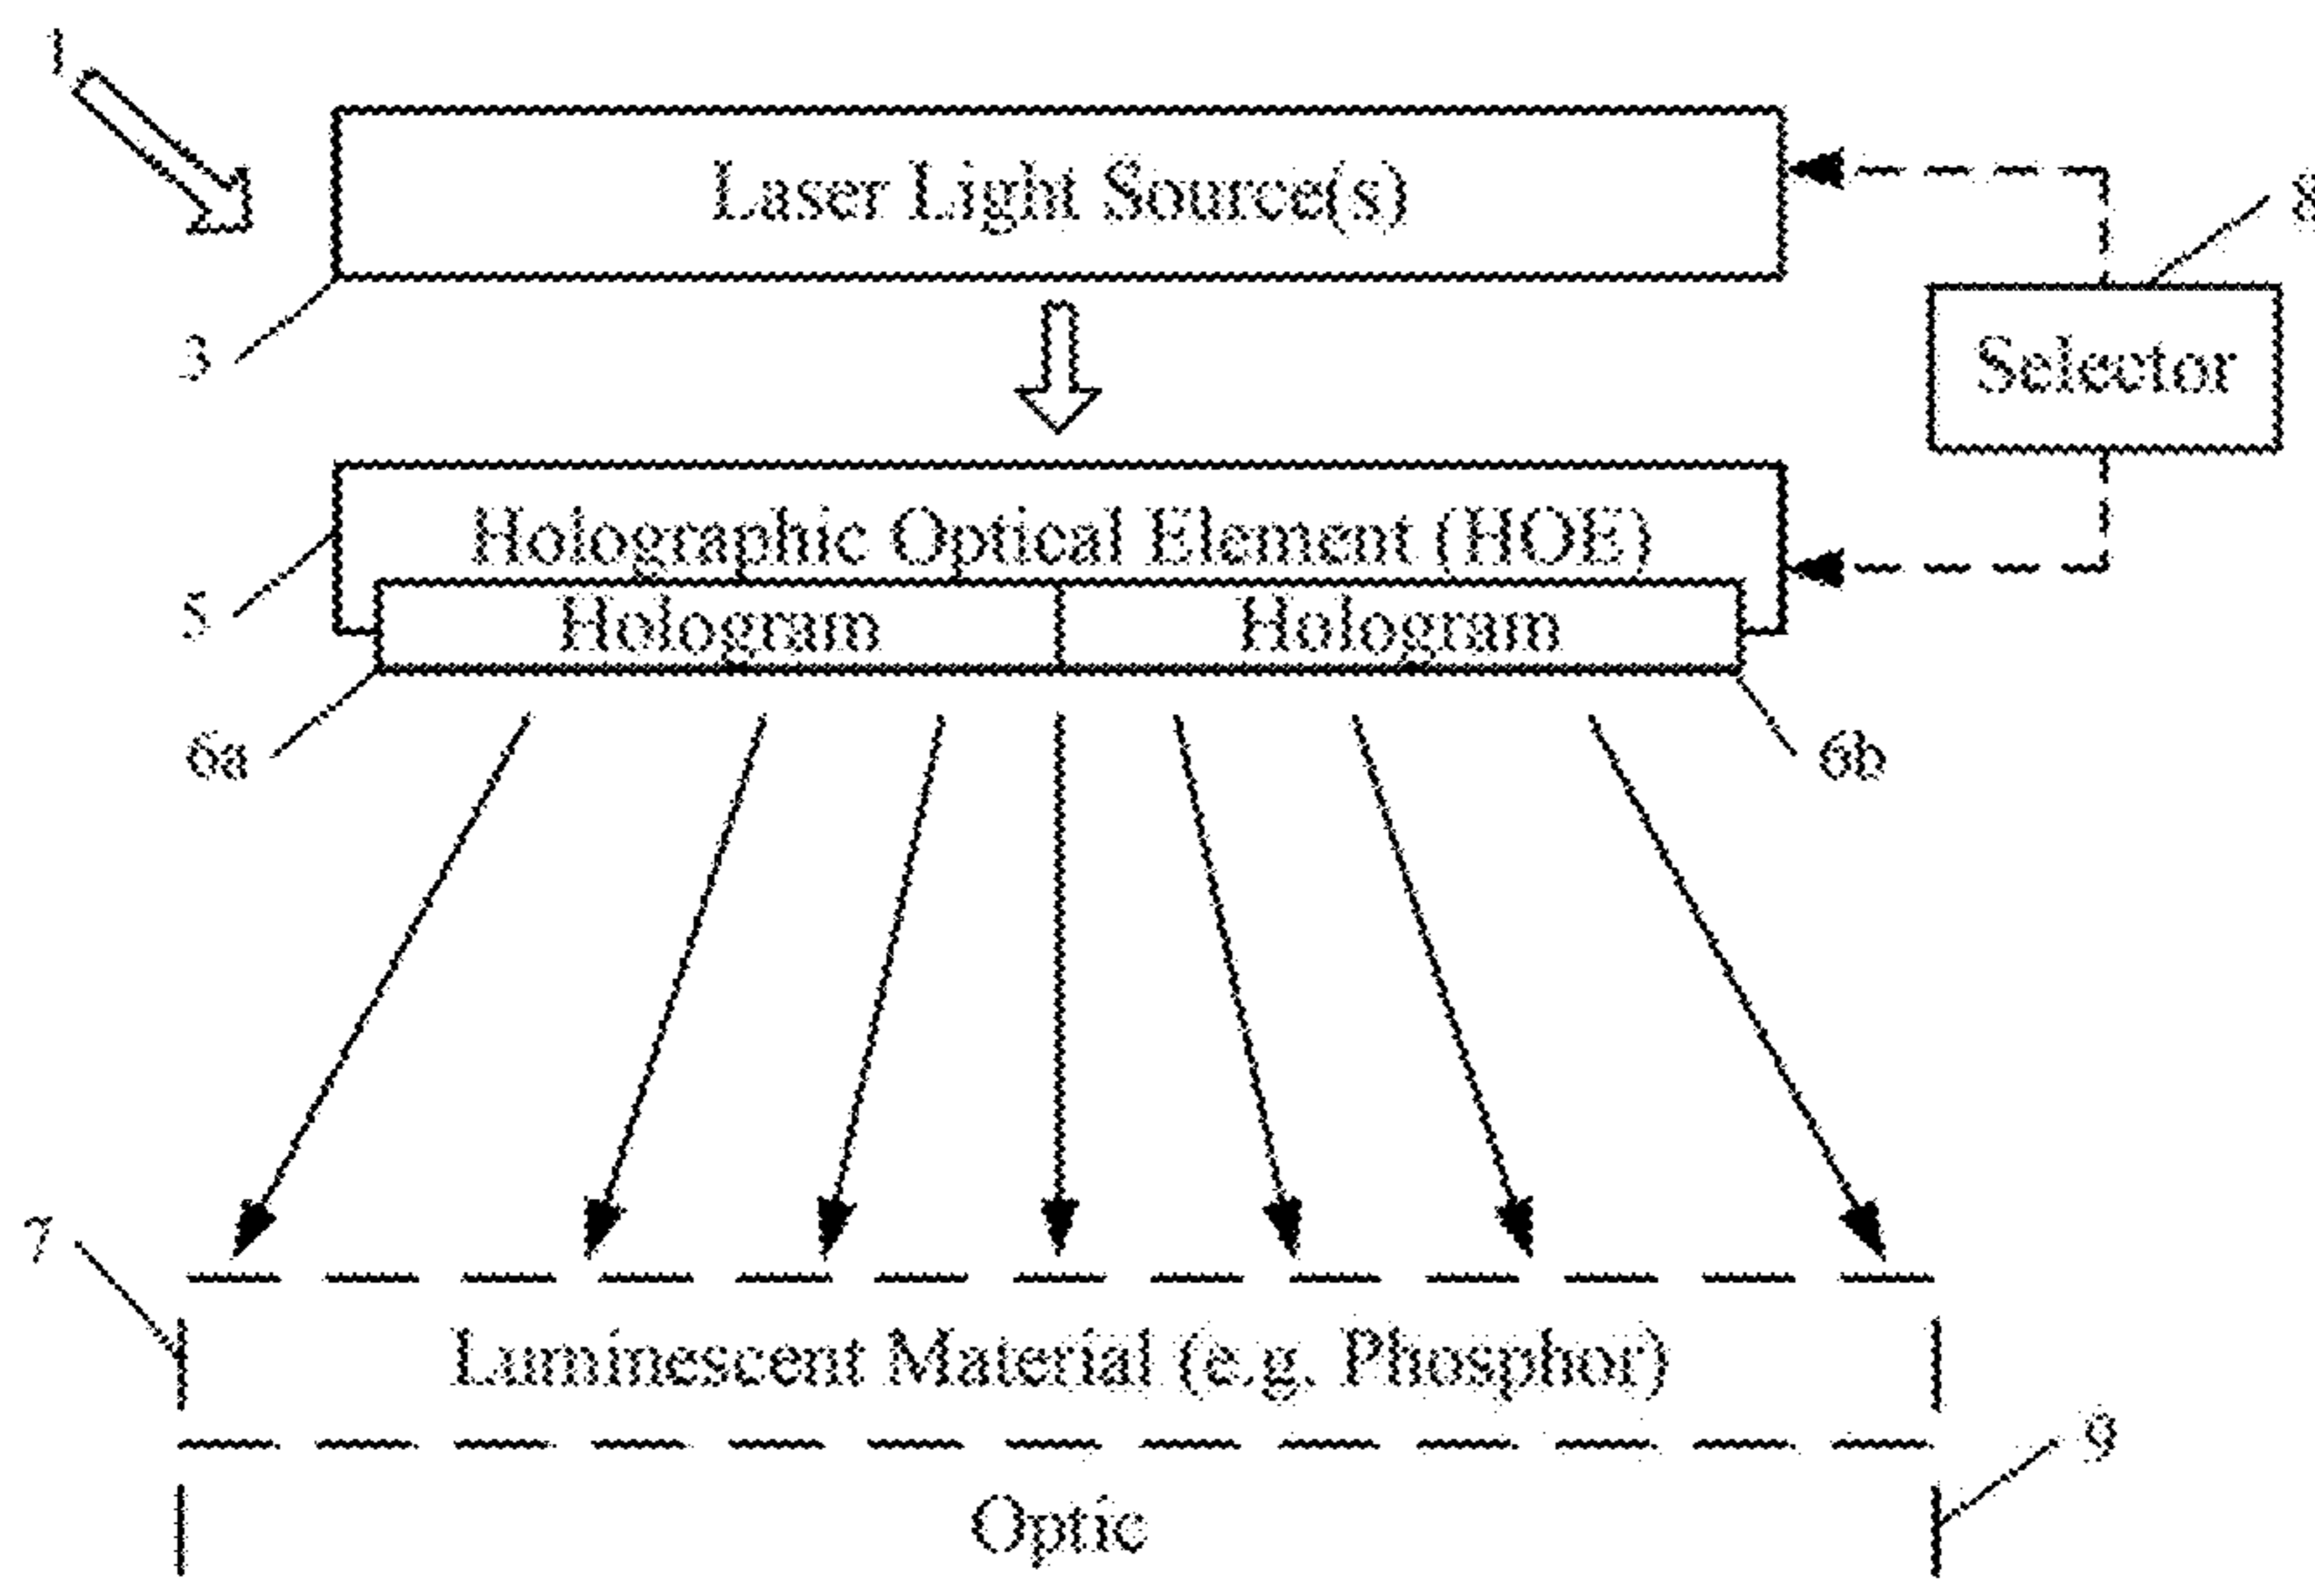 1
Laser Light Source(s)
8
3
Selector
Holographic Optical Element (HOE)
5
Hologram Hologram
6a
6b
7
Luminescent Material (e.g. Phosphor)
9
Optic